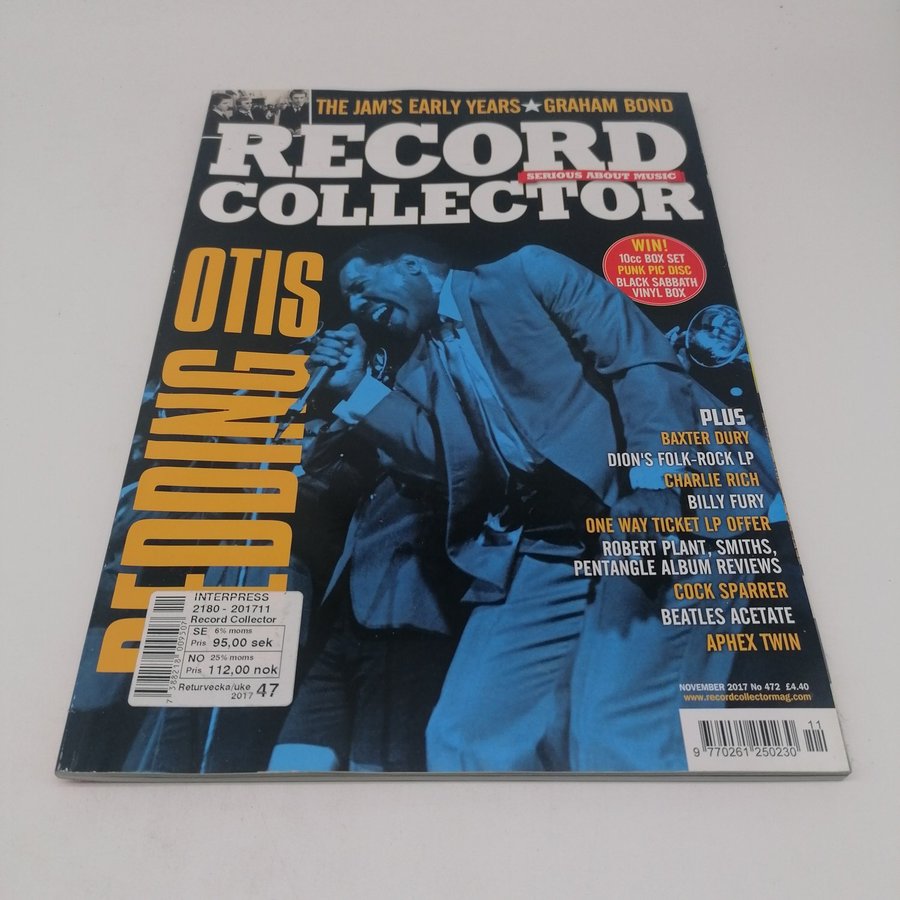 THE JAM'S EARLY YEARS★GRAHAM BOND
RECORD
SERIOUS ABOUT MUSIC
COLLECTOR
OTIS
REDDING
WIN!
10cc BOX SET
PUNK PIC DISC
BLACK SABBATH
VINYL BOX
PLUS
BAXTER DURY
DION'S FOLK-ROCK LP
CHARLIE RICH
BILLY FURY
ONE WAY TICKET LP OFFER
ROBERT PLANT, SMITHS,
PENTANGLE ALBUM REVIEWS
COCK SPARRER
BEATLES ACETATE
APHEX TWIN
INTERPRESS
2180 - 201711
Record Collector
SE 6% moms
Pris 95,00 sek
NO 25% moms
Pris 112,00 nok
Returvecka/uke 47
2017
7 388218 009507
NOVEMBER 2017 No 472 £4.40
www.recordcollectormag.com
11
9 770261 250230